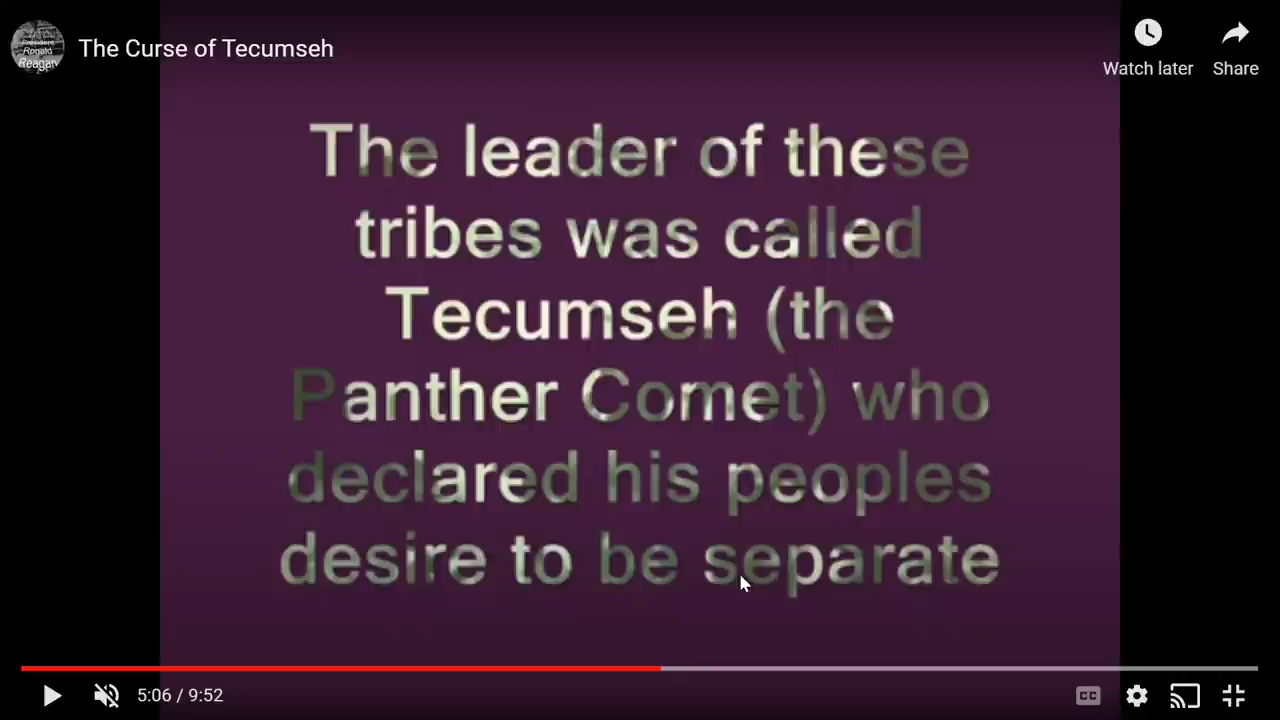 The Curse of Tecumseh
Watch later
Share
The leader of these
tribes was called
Tecumseh (the
Panther Comet) who
declared his peoples
desire to be separate
5:06 / 9:52
CC